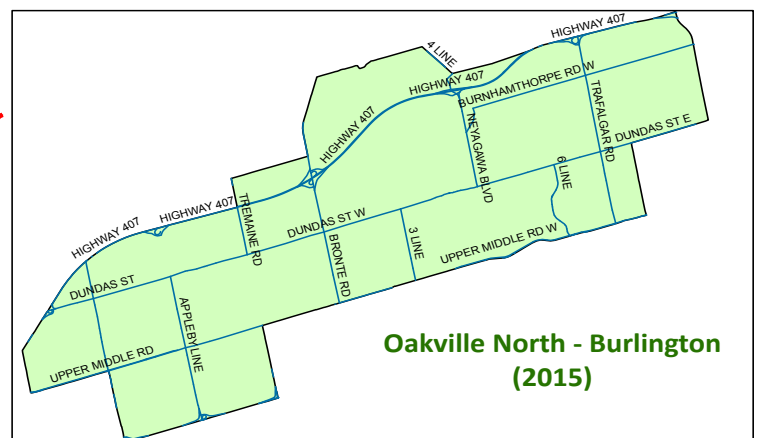 HIGHWAY 407
4 LINE
HIGHWAY 407
BURNHAMTHORPE RD W
TRAFALGAR RD
NEYAGAWA BLVD
DUNDAS ST E
HIGHWAY 407
6 LINE
HIGHWAY 407
TREMAINE RD
DUNDAS ST W
3 LINE
UPPER MIDDLE RD W
HIGHWAY 407
BRONTE RD
DUNDAS ST
APPLEBY LINE
UPPER MIDDLE RD
Oakville North - Burlington
(2015)